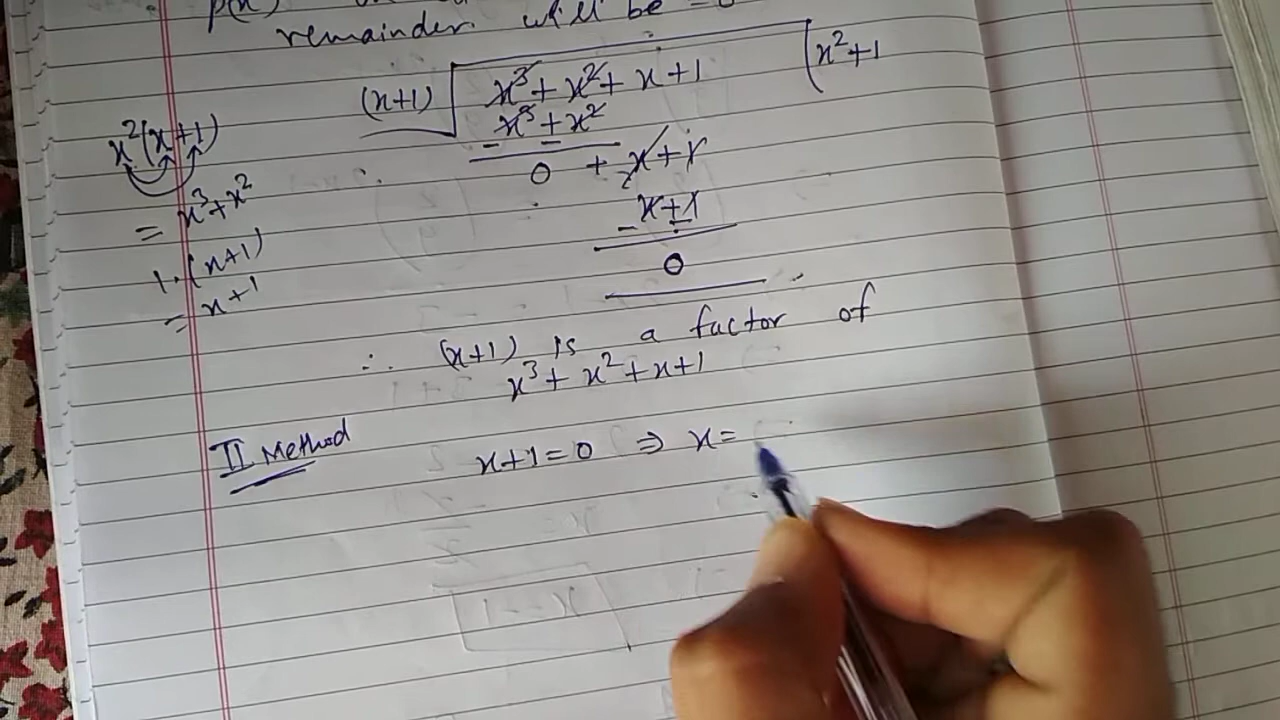 p(x)
remainder will be = 0
(x+1) x³ + x² + x + 1 (x²+1
x³ + x²
- -
0 + x + 1
x + 1
- -
0
x²(x+1)
= x³ + x²
1·(x+1)
= x+1
∴ (x+1) is a factor of
x³ + x² + x + 1
II Method x+1=0 ⇒ x=